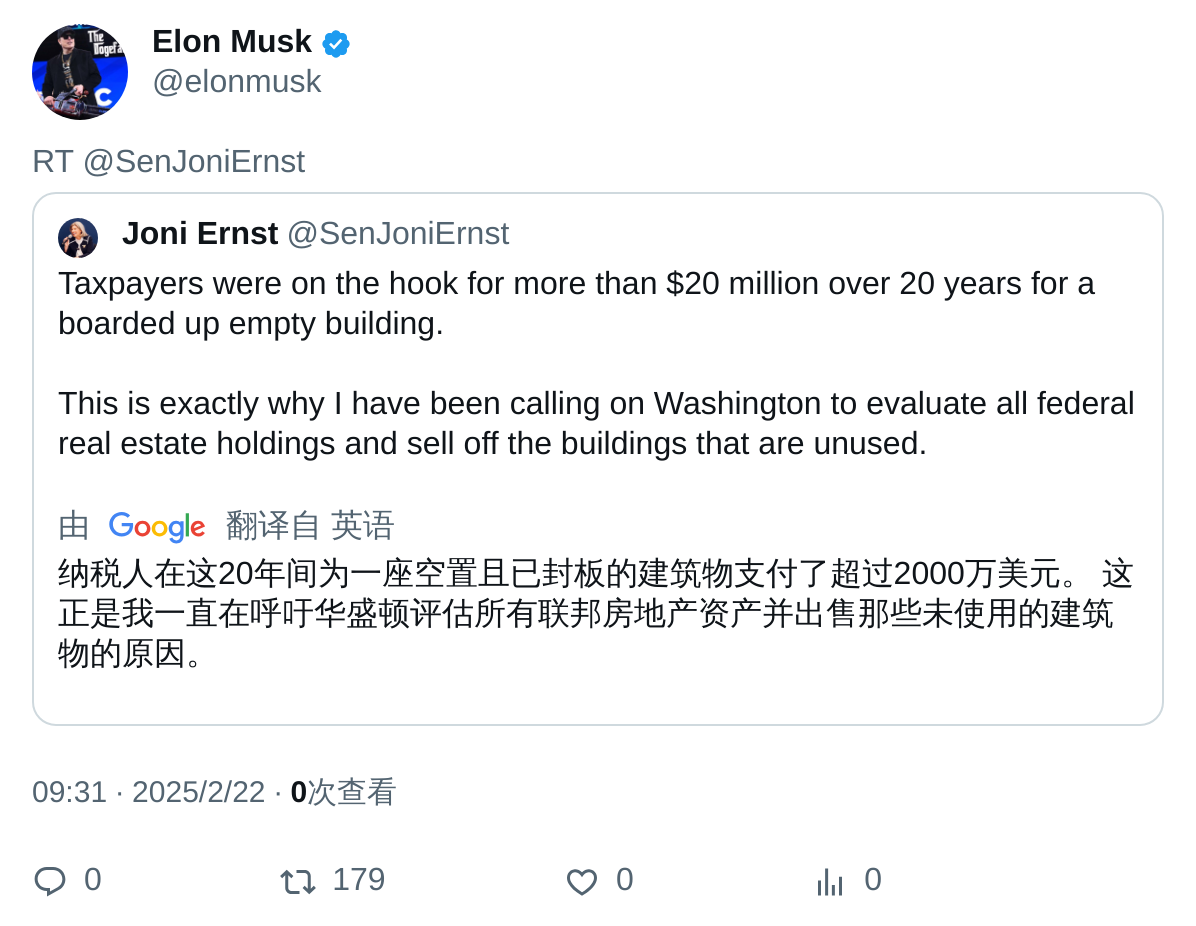 The
Dogefa
C
Elon Musk
@elonmusk
RT @SenJoniErnst
Joni Ernst @SenJoniErnst
Taxpayers were on the hook for more than $20 million over 20 years for a
boarded up empty building.
This is exactly why I have been calling on Washington to evaluate all federal
real estate holdings and sell off the buildings that are unused.
由 Google 翻译自 英语
纳税人在这20年间为一座空置且已封板的建筑物支付了超过2000万美元。 这
正是我一直在呼吁华盛顿评估所有联邦房地产资产并出售那些未使用的建筑
物的原因。
09:31 · 2025/2/22 · 0次查看
0 179 0 0